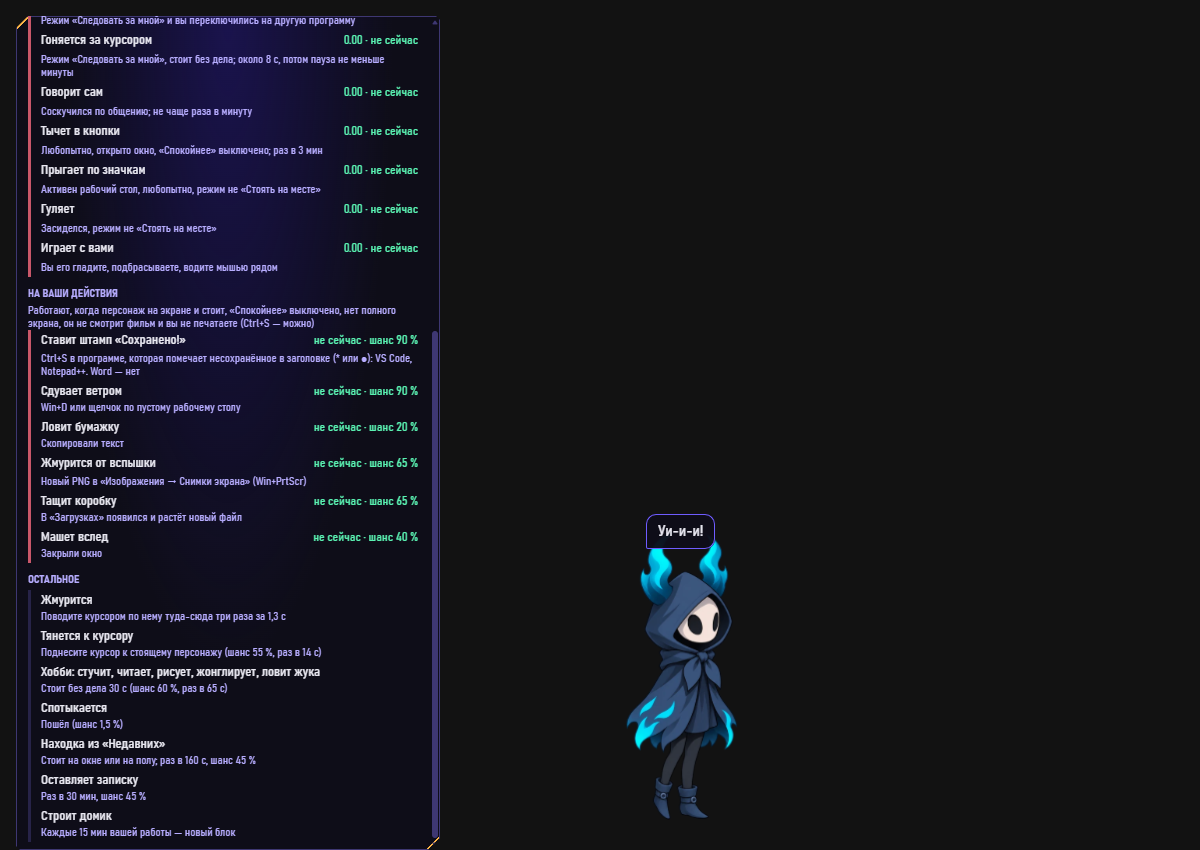 Режим «Следовать за мной» и вы переключились на другую программу
Гоняется за курсором 0.00 · не сейчас
Режим «Следовать за мной», стоит без дела; около 8 с, потом пауза не меньше
минуты
Говорит сам 0.00 · не сейчас
Соскучился по общению; не чаще раза в минуту
Тычет в кнопки 0.00 · не сейчас
Любопытно, открыто окно, «Спокойнее» выключено; раз в 3 мин
Прыгает по значкам 0.00 · не сейчас
Активен рабочий стол, любопытно, режим не «Стоять на месте»
Гуляет 0.00 · не сейчас
Засиделся, режим не «Стоять на месте»
Играет с вами 0.00 · не сейчас
Вы его гладите, подбрасываете, водите мышью рядом
НА ВАШИ ДЕЙСТВИЯ
Работают, когда персонаж на экране и стоит, «Спокойнее» выключено, нет полного
экрана, он не смотрит фильм и вы не печатаете (Ctrl+S — можно)
Ставит штамп «Сохранено!» не сейчас · шанс 90 %
Ctrl+S в программе, которая помечает несохранённое в заголовке (* или ●): VS Code,
Notepad++. Word — нет
Сдувает ветром не сейчас · шанс 90 %
Win+D или щелчок по пустому рабочему столу
Ловит бумажку не сейчас · шанс 20 %
Скопировали текст
Жмурится от вспышки не сейчас · шанс 65 %
Новый PNG в «Изображения → Снимки экрана» (Win+PrtScr)
Тащит коробку не сейчас · шанс 65 %
В «Загрузках» появился и растёт новый файл
Машет вслед не сейчас · шанс 40 %
Закрыли окно
ОСТАЛЬНОЕ
Жмурится
Поводите курсором по нему туда-сюда три раза за 1,3 с
Тянется к курсору
Поднесите курсор к стоящему персонажу (шанс 55 %, раз в 14 с)
Хобби: стучит, читает, рисует, жонглирует, ловит жука
Стоит без дела 30 с (шанс 60 %, раз в 65 с)
Спотыкается
Пошёл (шанс 1,5 %)
Находка из «Недавних»
Стоит на окне или на полу; раз в 160 с, шанс 45 %
Оставляет записку
Раз в 30 мин, шанс 45 %
Строит домик
Каждые 15 мин вашей работы — новый блок
Уи-и-и!